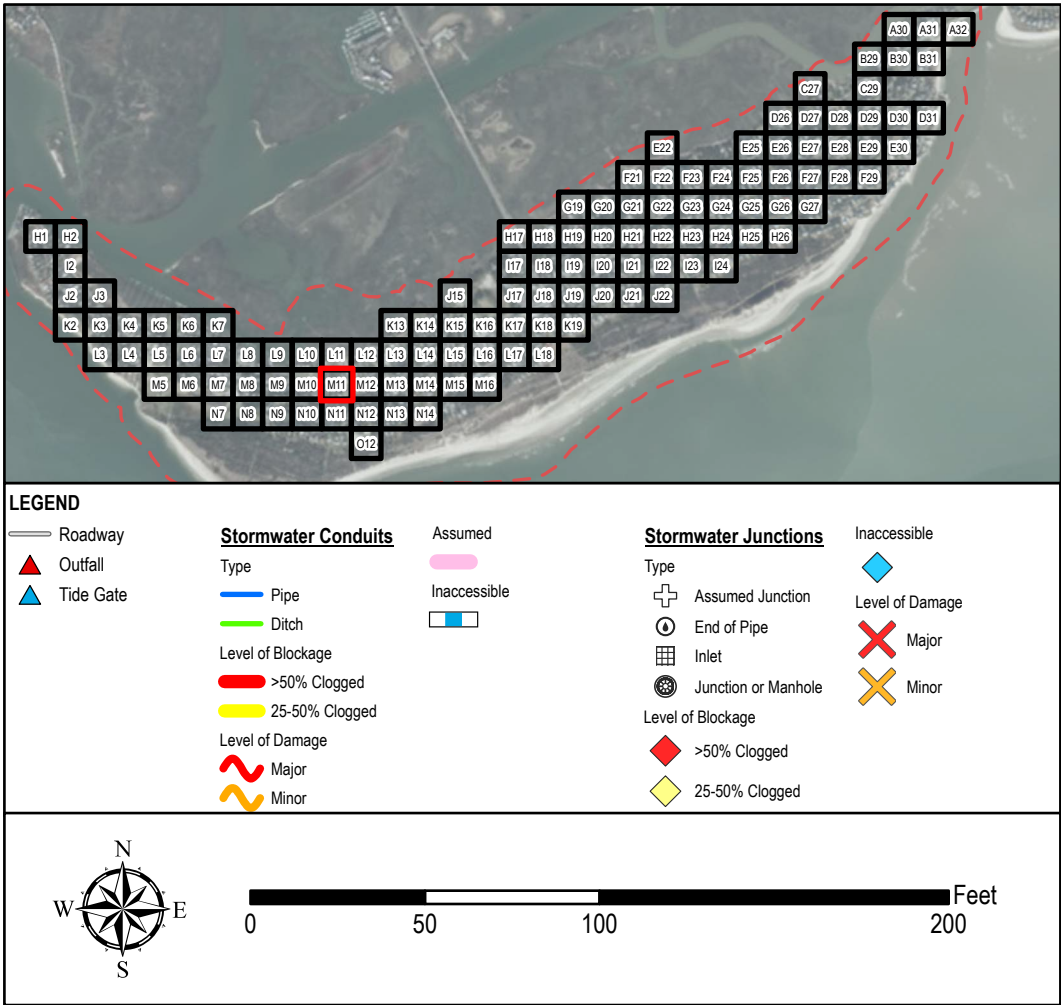 A30 A31 A32
B29 B30 B31
C27 C29
D26 D27 D28 D29 D30 D31
E22 E25 E26 E27 E28 E29 E30
F21 F22 F23 F24 F25 F26 F27 F28 F29
G19 G20 G21 G22 G23 G24 G25 G26 G27
H1 H2 H17 H18 H19 H20 H21 H22 H23 H24 H25 H26
I2 I17 I18 I19 I20 I21 I22 I23 I24
J2 J3 J15 J17 J18 J19 J20 J21 J22
K2 K3 K4 K5 K6 K7 K13 K14 K15 K16 K17 K18 K19
L3 L4 L5 L6 L7 L8 L9 L10 L11 L12 L13 L14 L15 L16 L17 L18
M5 M6 M7 M8 M9 M10 M11 M12 M13 M14 M15 M16
N7 N8 N9 N10 N11 N12 N13 N14
O12
LEGEND
Roadway
Outfall
Tide Gate
Stormwater Conduits
Type
Pipe
Ditch
Level of Blockage
>50% Clogged
25-50% Clogged
Level of Damage
Major
Minor
Assumed
Inaccessible
Stormwater Junctions
Type
Assumed Junction
End of Pipe
Inlet
Junction or Manhole
Level of Blockage
>50% Clogged
25-50% Clogged
Inaccessible
Level of Damage
Major
Minor
N
W E
S
Feet
0 50 100 200